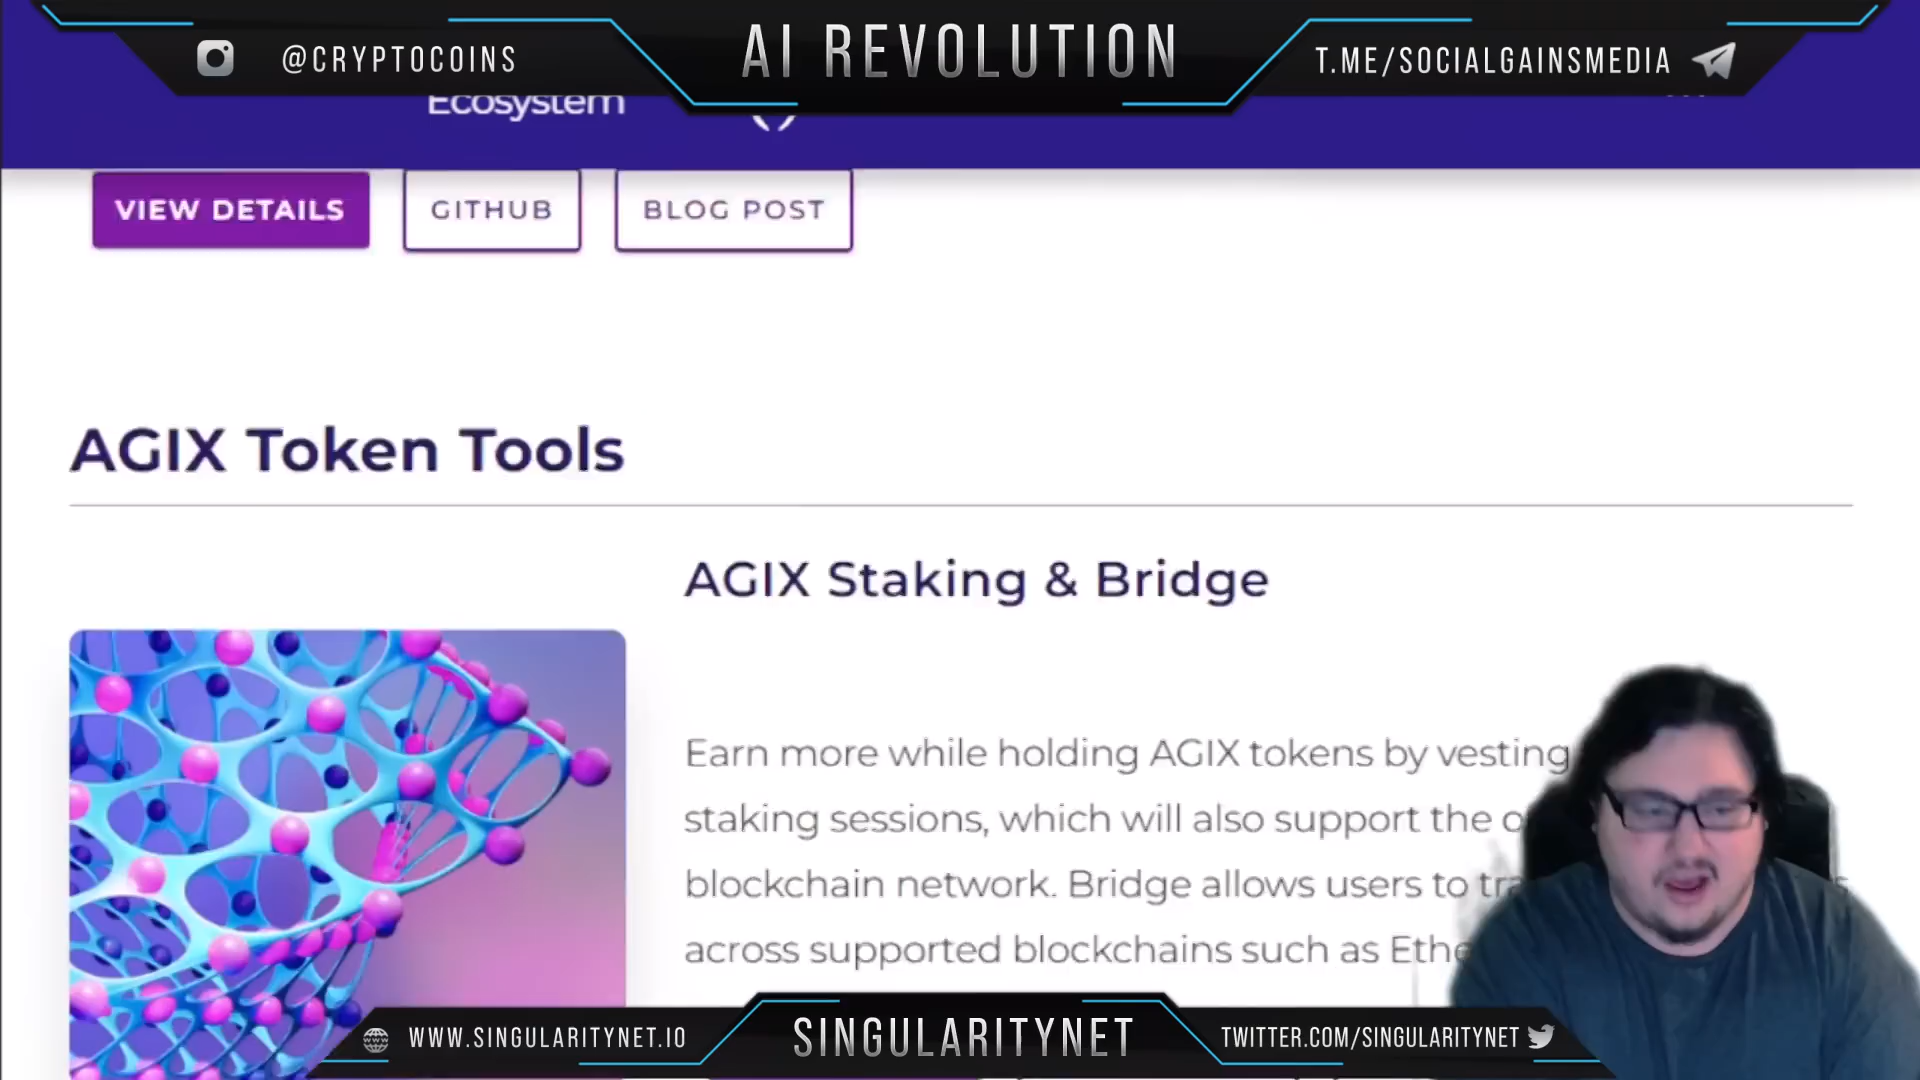 @CRYPTOCOINS
AI REVOLUTION
T.ME/SOCIALGAINSMEDIA
Ecosystem
VIEW DETAILS
GITHUB
BLOG POST
AGIX Token Tools
AGIX Staking & Bridge
Earn more while holding AGIX tokens by vesting
staking sessions, which will also support the
blockchain network. Bridge allows users to
across supported blockchains such as
WWW.SINGULARITYNET.IO
SINGULARITYNET
TWITTER.COM/SINGULARITYNET